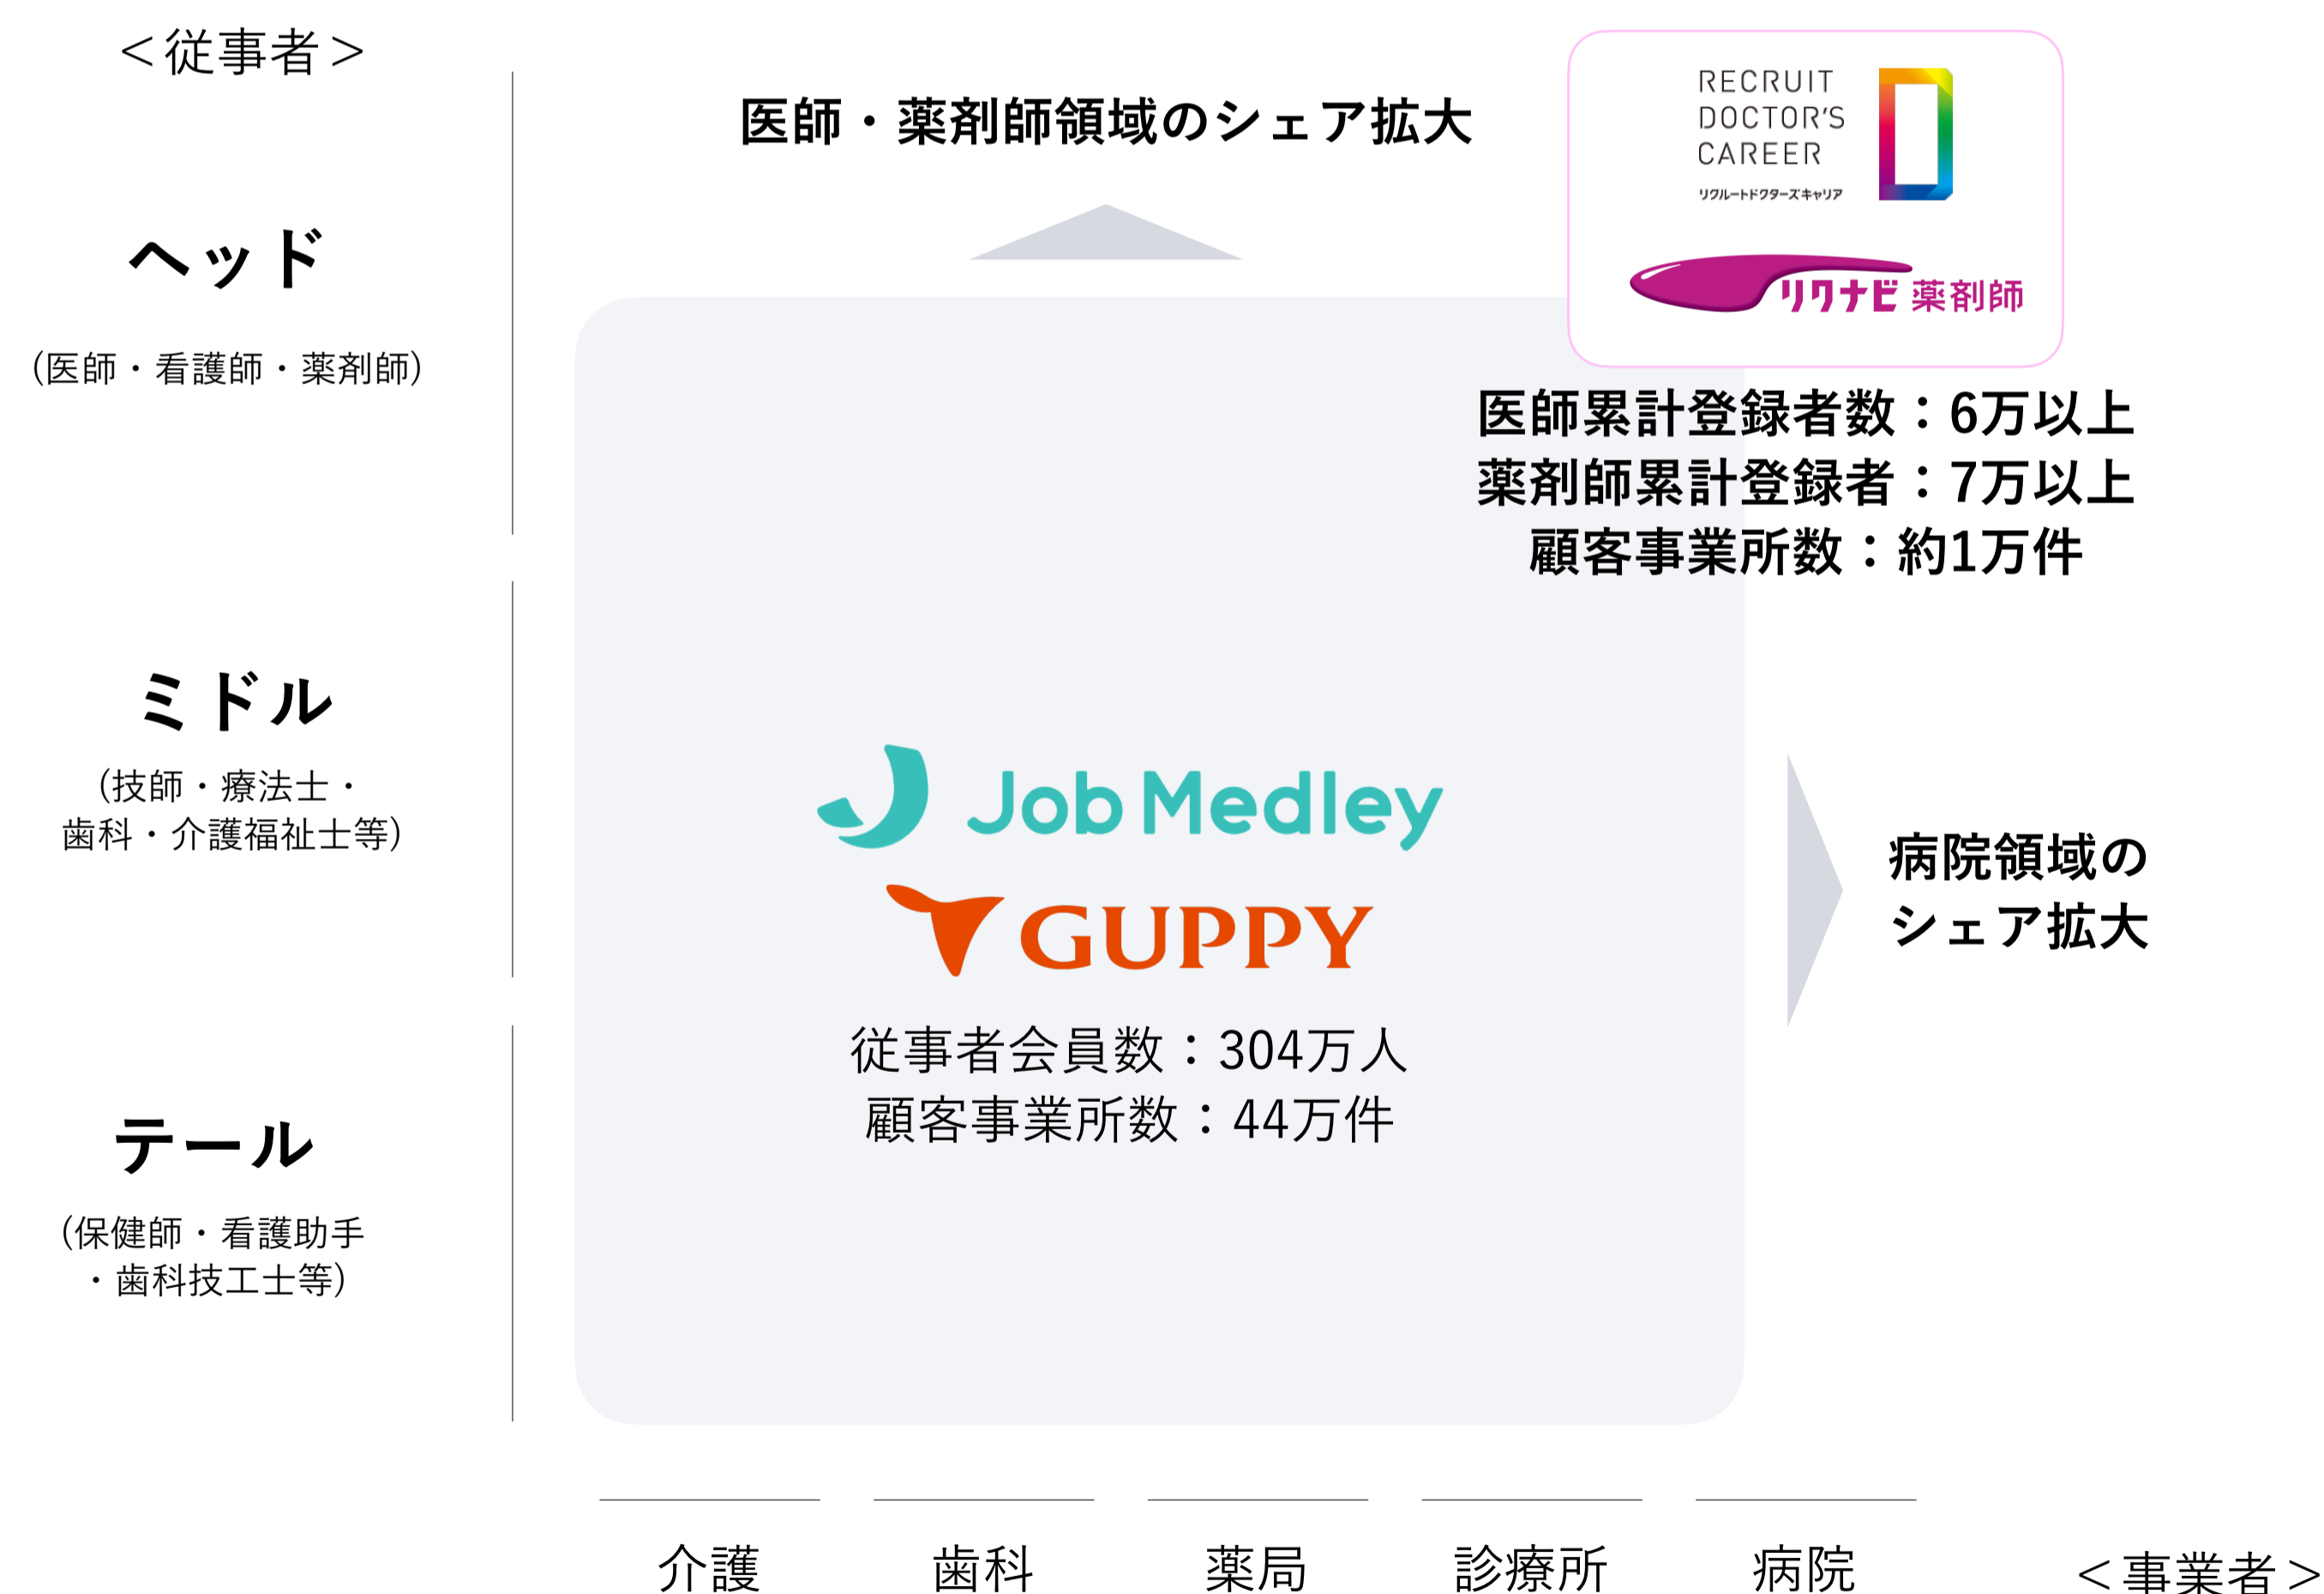 ＜従事者＞
ヘッド
（医師・看護師・薬剤師）
ミドル
（技師・療法士・
歯科・介護福祉士等）
テール
（保健師・看護助手
・歯科技工士等）
医師・薬剤師領域のシェア拡大
RECRUIT
DOCTOR'S
CAREER
リクルートドクターズキャリア
リクナビ薬剤師
医師累計登録者数：6万以上
薬剤師累計登録者：7万以上
顧客事業所数：約1万件
Job Medley
GUPPY
従事者会員数：304万人
顧客事業所数：44万件
病院領域の
シェア拡大
介護
歯科
薬局
診療所
病院
＜事業者＞